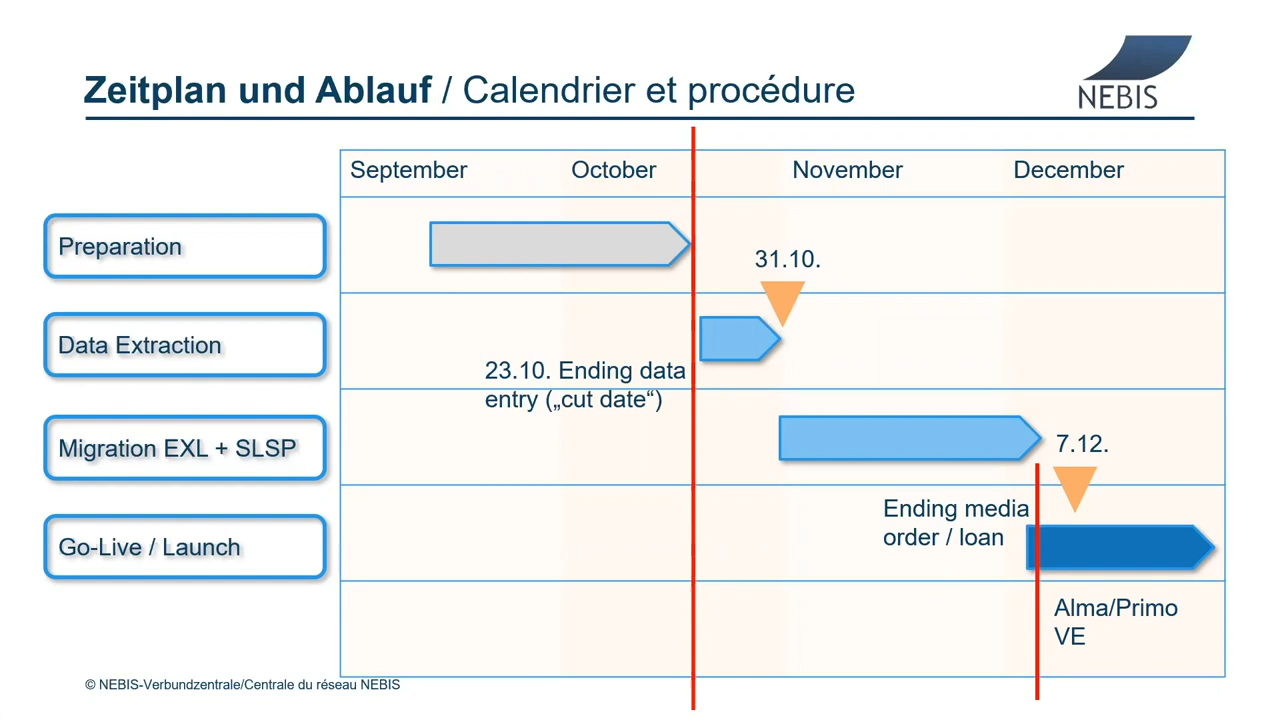 Zeitplan und Ablauf / Calendrier et procédure
NEBIS
September October November December
Preparation
31.10.
Data Extraction
23.10. Ending data
entry („cut date“)
Migration EXL + SLSP
7.12.
Ending media
order / loan
Go-Live / Launch
Alma/Primo
VE
© NEBIS-Verbundzentrale/Centrale du réseau NEBIS